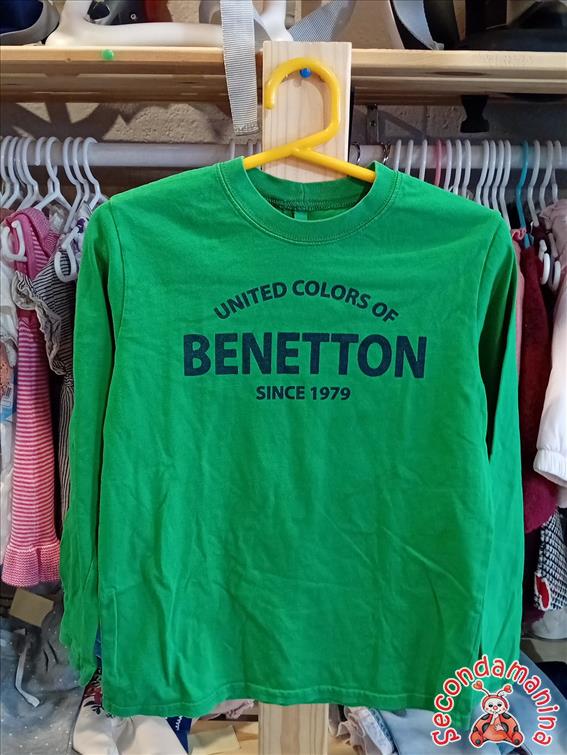 UNITED COLORS OF
BENETTON
SINCE 1979
Secondamanina